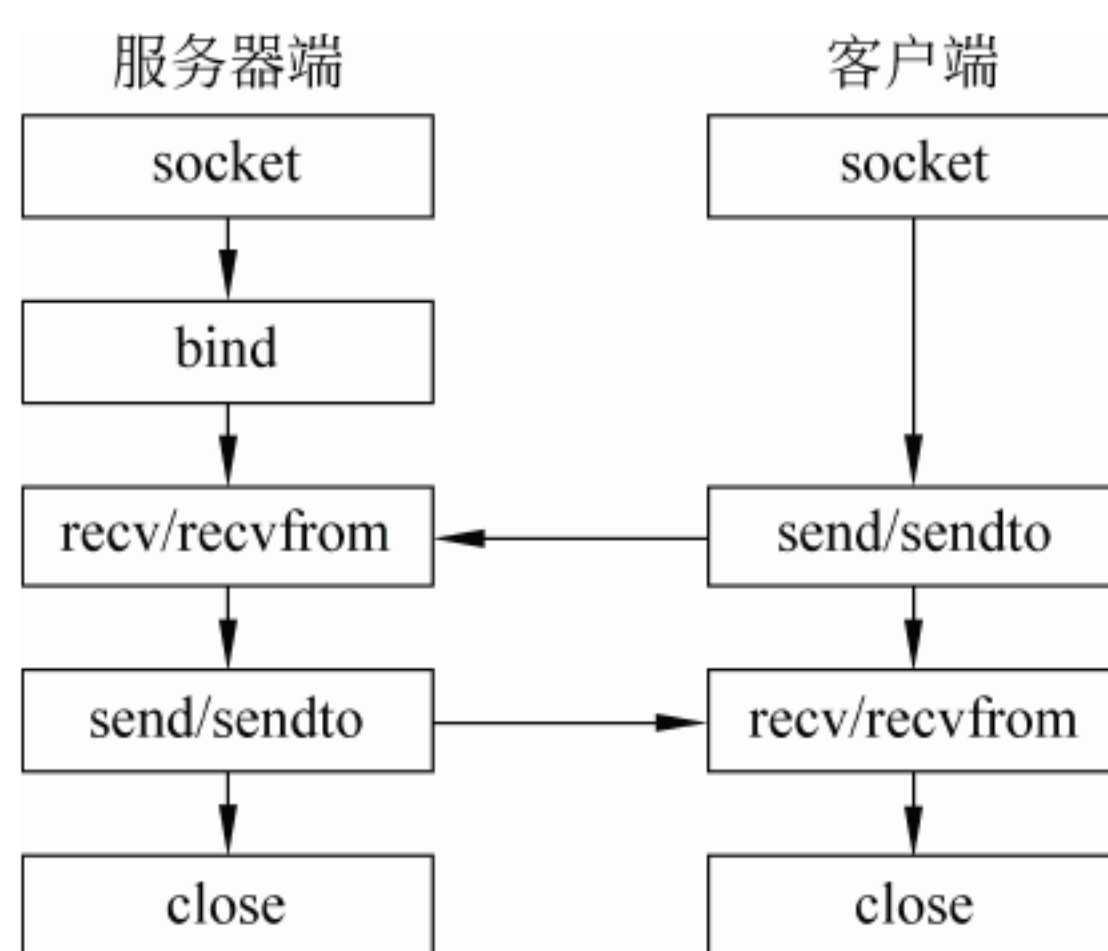 服务器端
客户端
socket
socket
bind
recv/recvfrom
send/sendto
send/sendto
recv/recvfrom
close
close